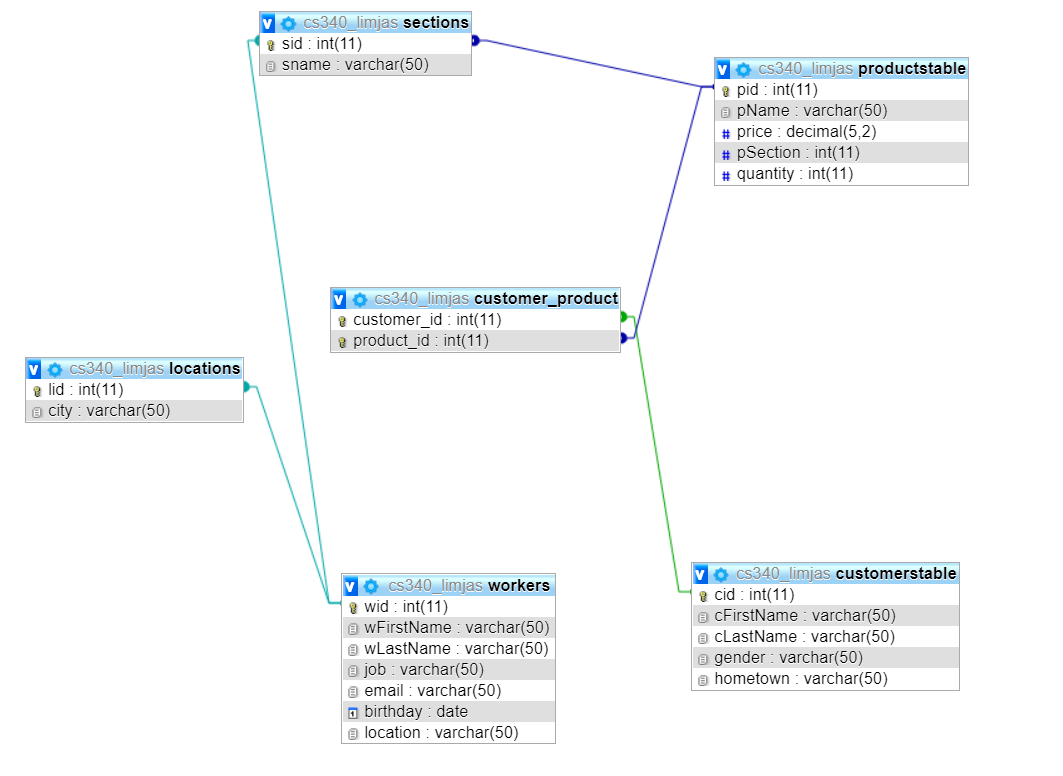 v cs340_limjas sections
sid : int(11)
sname : varchar(50)
v cs340_limjas productstable
pid : int(11)
pName : varchar(50)
# price : decimal(5,2)
# pSection : int(11)
# quantity : int(11)
v cs340_limjas customer_product
customer_id : int(11)
product_id : int(11)
v cs340_limjas locations
lid : int(11)
city : varchar(50)
v cs340_limjas workers
wid : int(11)
wFirstName : varchar(50)
wLastName : varchar(50)
job : varchar(50)
email : varchar(50)
birthday : date
location : varchar(50)
v cs340_limjas customerstable
cid : int(11)
cFirstName : varchar(50)
cLastName : varchar(50)
gender : varchar(50)
hometown : varchar(50)